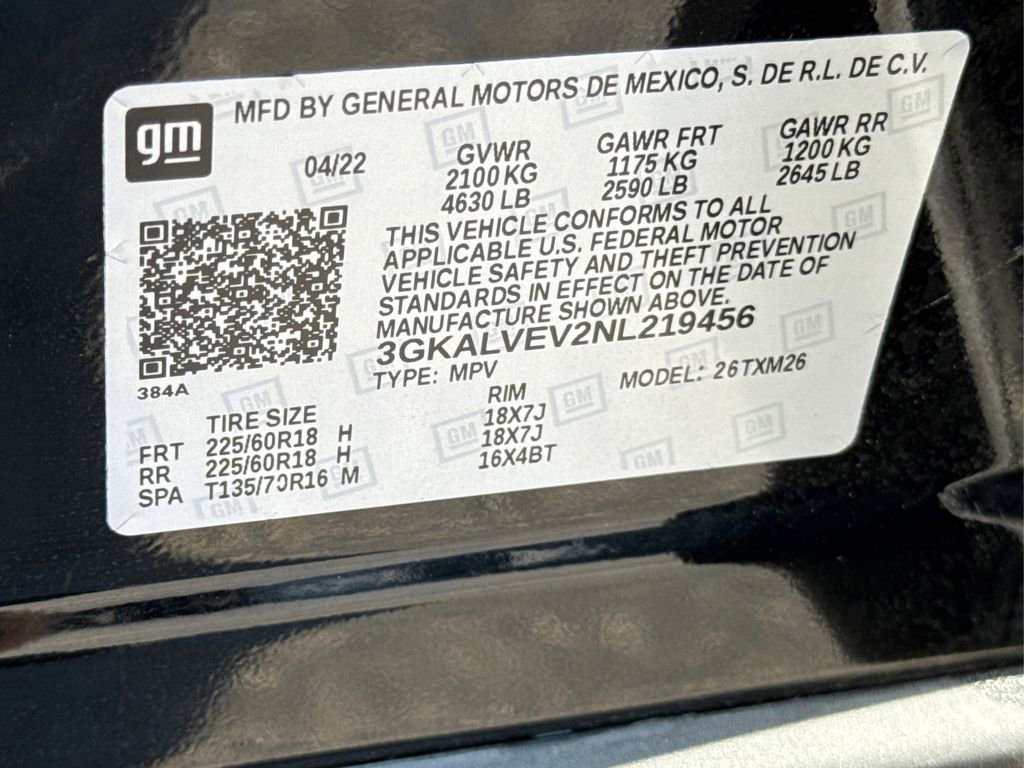 gm
MFD BY GENERAL MOTORS DE MEXICO, S. DE R.L. DE C.V.
04/22 GVWR GAWR FRT GAWR RR
2100 KG 1175 KG 1200 KG
4630 LB 2590 LB 2645 LB
THIS VEHICLE CONFORMS TO ALL
APPLICABLE U.S. FEDERAL MOTOR
VEHICLE SAFETY AND THEFT PREVENTION
STANDARDS IN EFFECT ON THE DATE OF
MANUFACTURE SHOWN ABOVE.
3GKALVEV2NL219456
TYPE: MPV MODEL: 26TXM26
384A
TIRE SIZE RIM
FRT 225/60R18 H 18X7J
RR 225/60R18 H 18X7J
SPA T135/70R16 M 16X4BT